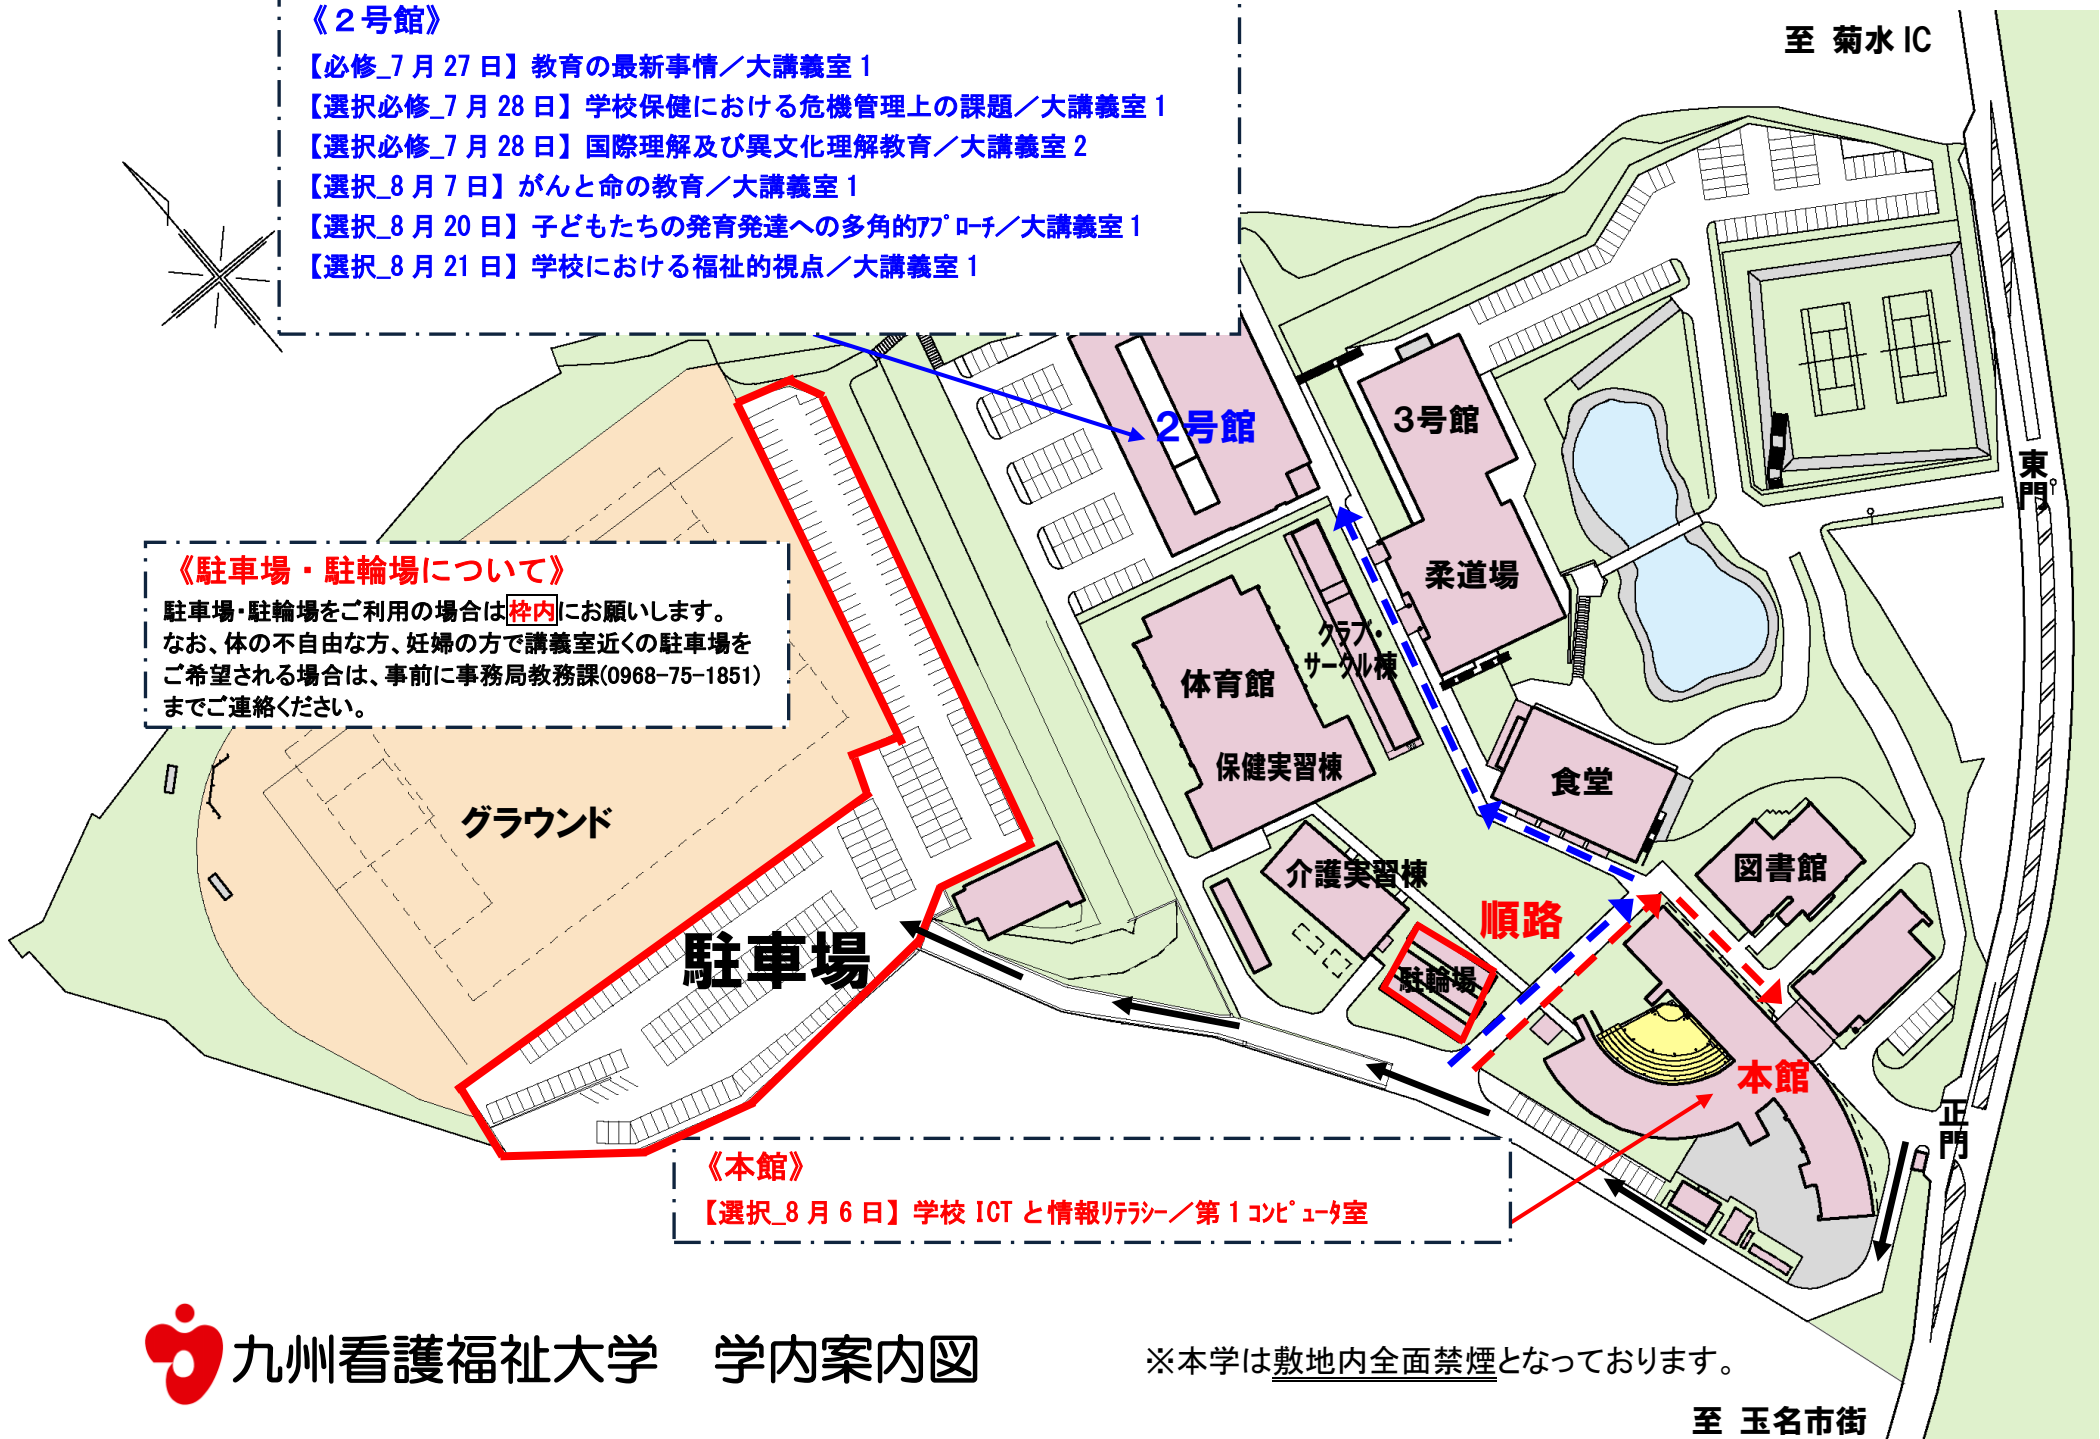 《２号館》
【必修_7月27日】教育の最新事情／大講義室1
【選択必修_7月28日】学校保健における危機管理上の課題／大講義室1
【選択必修_7月28日】国際理解及び異文化理解教育／大講義室2
【選択_8月7日】がんと命の教育／大講義室1
【選択_8月20日】子どもたちの発育発達への多角的ｱﾌﾟﾛｰﾁ／大講義室1
【選択_8月21日】学校における福祉的視点／大講義室1
至 菊水IC
２号館
３号館
東門
《駐車場・駐輪場について》
駐車場・駐輪場をご利用の場合は枠内にお願いします。
なお、体の不自由な方、妊婦の方で講義室近くの駐車場を
ご希望される場合は、事前に事務局教務課(0968-75-1851)
までご連絡ください。
柔道場
クラブ・
サークル棟
体育館
保健実習棟
食堂
グラウンド
図書館
介護実習棟
順路
駐車場
駐輪場
本館
正門
《本館》
【選択_8月6日】学校ICTと情報ﾘﾃﾗｼｰ／第1ｺﾝﾋﾟｭｰﾀ室
九州看護福祉大学　学内案内図
※本学は敷地内全面禁煙となっております。
至 玉名市街